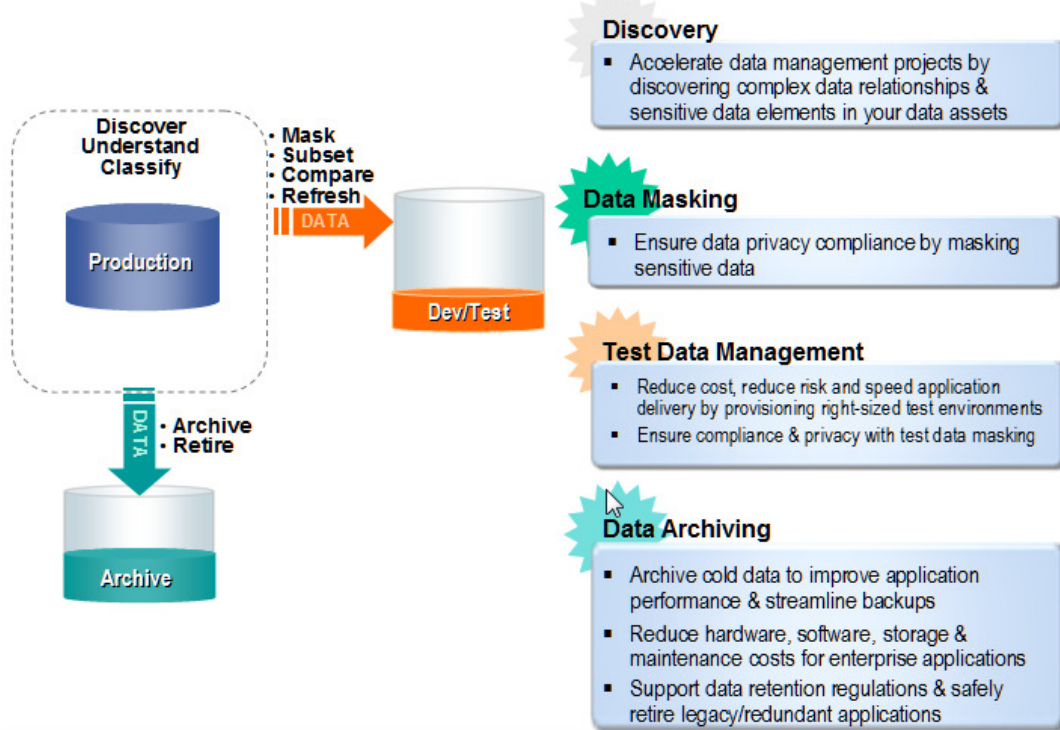 Discover
Understand
Classify
Production
• Mask
• Subset
• Compare
• Refresh
DATA
Dev/Test
DATA
• Archive
• Retire
Archive
Discovery
▪ Accelerate data management projects by
discovering complex data relationships &
sensitive data elements in your data assets
Data Masking
▪ Ensure data privacy compliance by masking
sensitive data
Test Data Management
▪ Reduce cost, reduce risk and speed application
delivery by provisioning right-sized test environments
▪ Ensure compliance & privacy with test data masking
Data Archiving
▪ Archive cold data to improve application
performance & streamline backups
▪ Reduce hardware, software, storage &
maintenance costs for enterprise applications
▪ Support data retention regulations & safely
retire legacy/redundant applications